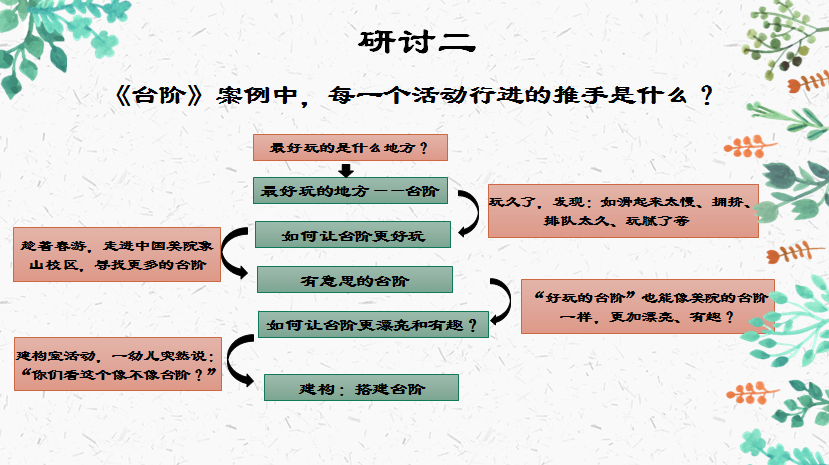 研讨二
《台阶》案例中，每一个活动行进的推手是什么？
最好玩的是什么地方？
最好玩的地方——台阶
玩久了，发现：如滑起来太慢、拥挤、
排队太久、玩腻了等
如何让台阶更好玩
趁着春游，走进中国美院象
山校区，寻找更多的台阶
有意思的台阶
“好玩的台阶”也能像美院的台阶
一样，更加漂亮、有趣？
如何让台阶更漂亮和有趣？
建构室活动，一幼儿突然说：
“你们看这个像不像台阶？”
建构：搭建台阶